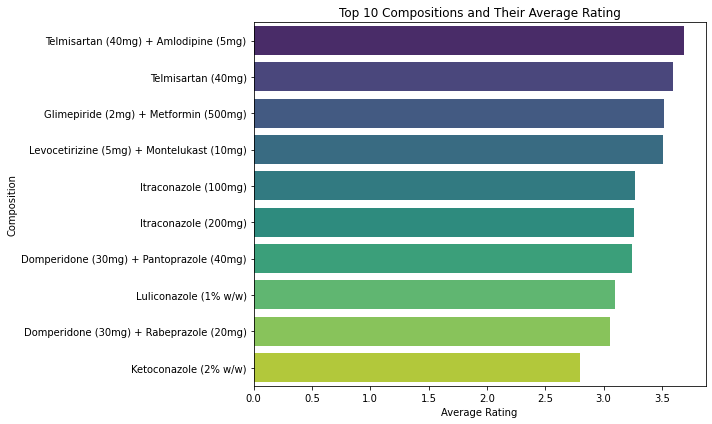 Top 10 Compositions and Their Average Rating
Composition
Telmisartan (40mg) + Amlodipine (5mg)
Telmisartan (40mg)
Glimepiride (2mg) + Metformin (500mg)
Levocetirizine (5mg) + Montelukast (10mg)
Itraconazole (100mg)
Itraconazole (200mg)
Domperidone (30mg) + Pantoprazole (40mg)
Luliconazole (1% w/w)
Domperidone (30mg) + Rabeprazole (20mg)
Ketoconazole (2% w/w)
0.0 0.5 1.0 1.5 2.0 2.5 3.0 3.5
Average Rating